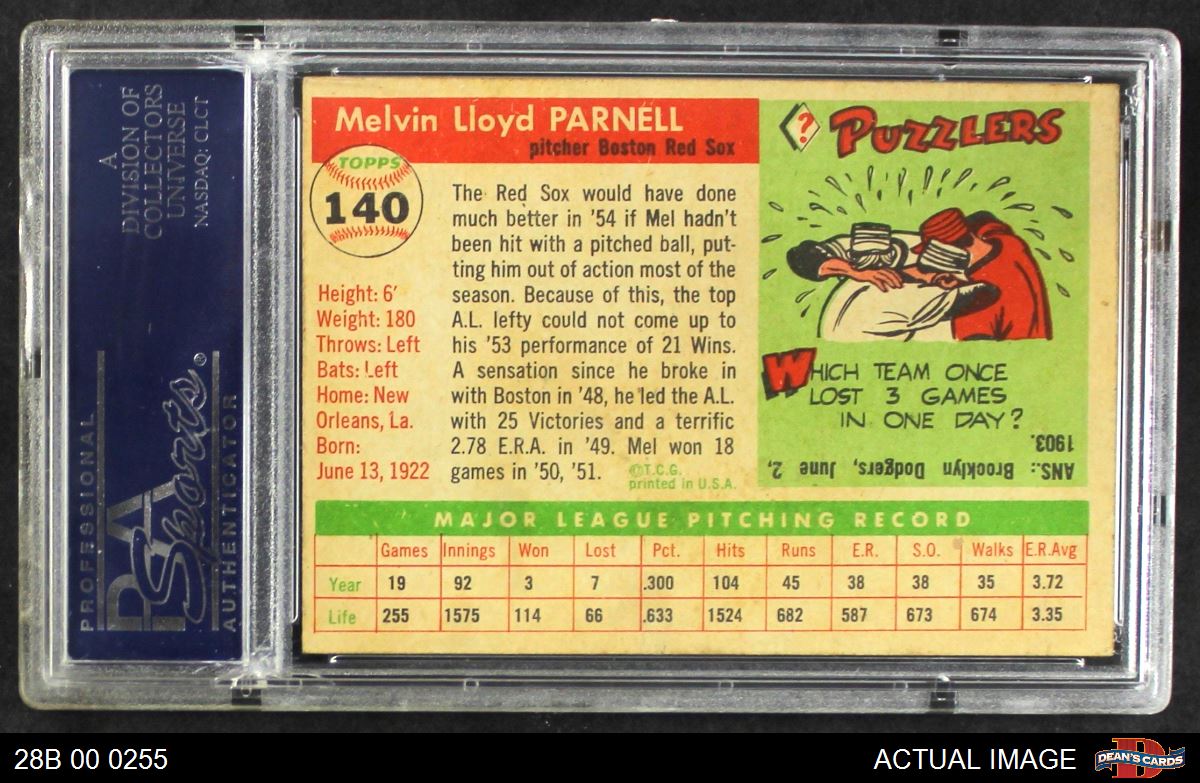 A
DIVISION OF
COLLECTORS
UNIVERSE
NASDAQ: CLCT
PROFESSIONAL
PSA
Sports®
AUTHENTICATOR
Melvin Lloyd PARNELL
pitcher Boston Red Sox
TOPPS
140
Height: 6'
Weight: 180
Throws: Left
Bats: Left
Home: New
Orleans, La.
Born:
June 13, 1922
The Red Sox would have done
much better in '54 if Mel hadn't
been hit with a pitched ball, put-
ting him out of action most of the
season. Because of this, the top
A.L. lefty could not come up to
his '53 performance of 21 Wins.
A sensation since he broke in
with Boston in '48, he led the A.L.
with 25 Victories and a terrific
2.78 E.R.A. in '49. Mel won 18
games in '50, '51.
©T.C.G.
printed in U.S.A.
?
PUZZLERS
WHICH TEAM ONCE
LOST 3 GAMES
IN ONE DAY?
ANS.: Brooklyn Dodgers, June 2,
1903.
MAJOR LEAGUE PITCHING RECORD
Games Innings Won Lost Pct. Hits Runs E.R. S.O. Walks E.R.Avg
Year 19 92 3 7 .300 104 45 38 38 35 3.72
Life 255 1575 114 66 .633 1524 682 587 673 674 3.35
28B 00 0255
ACTUAL IMAGE
D
DEAN'S CARDS